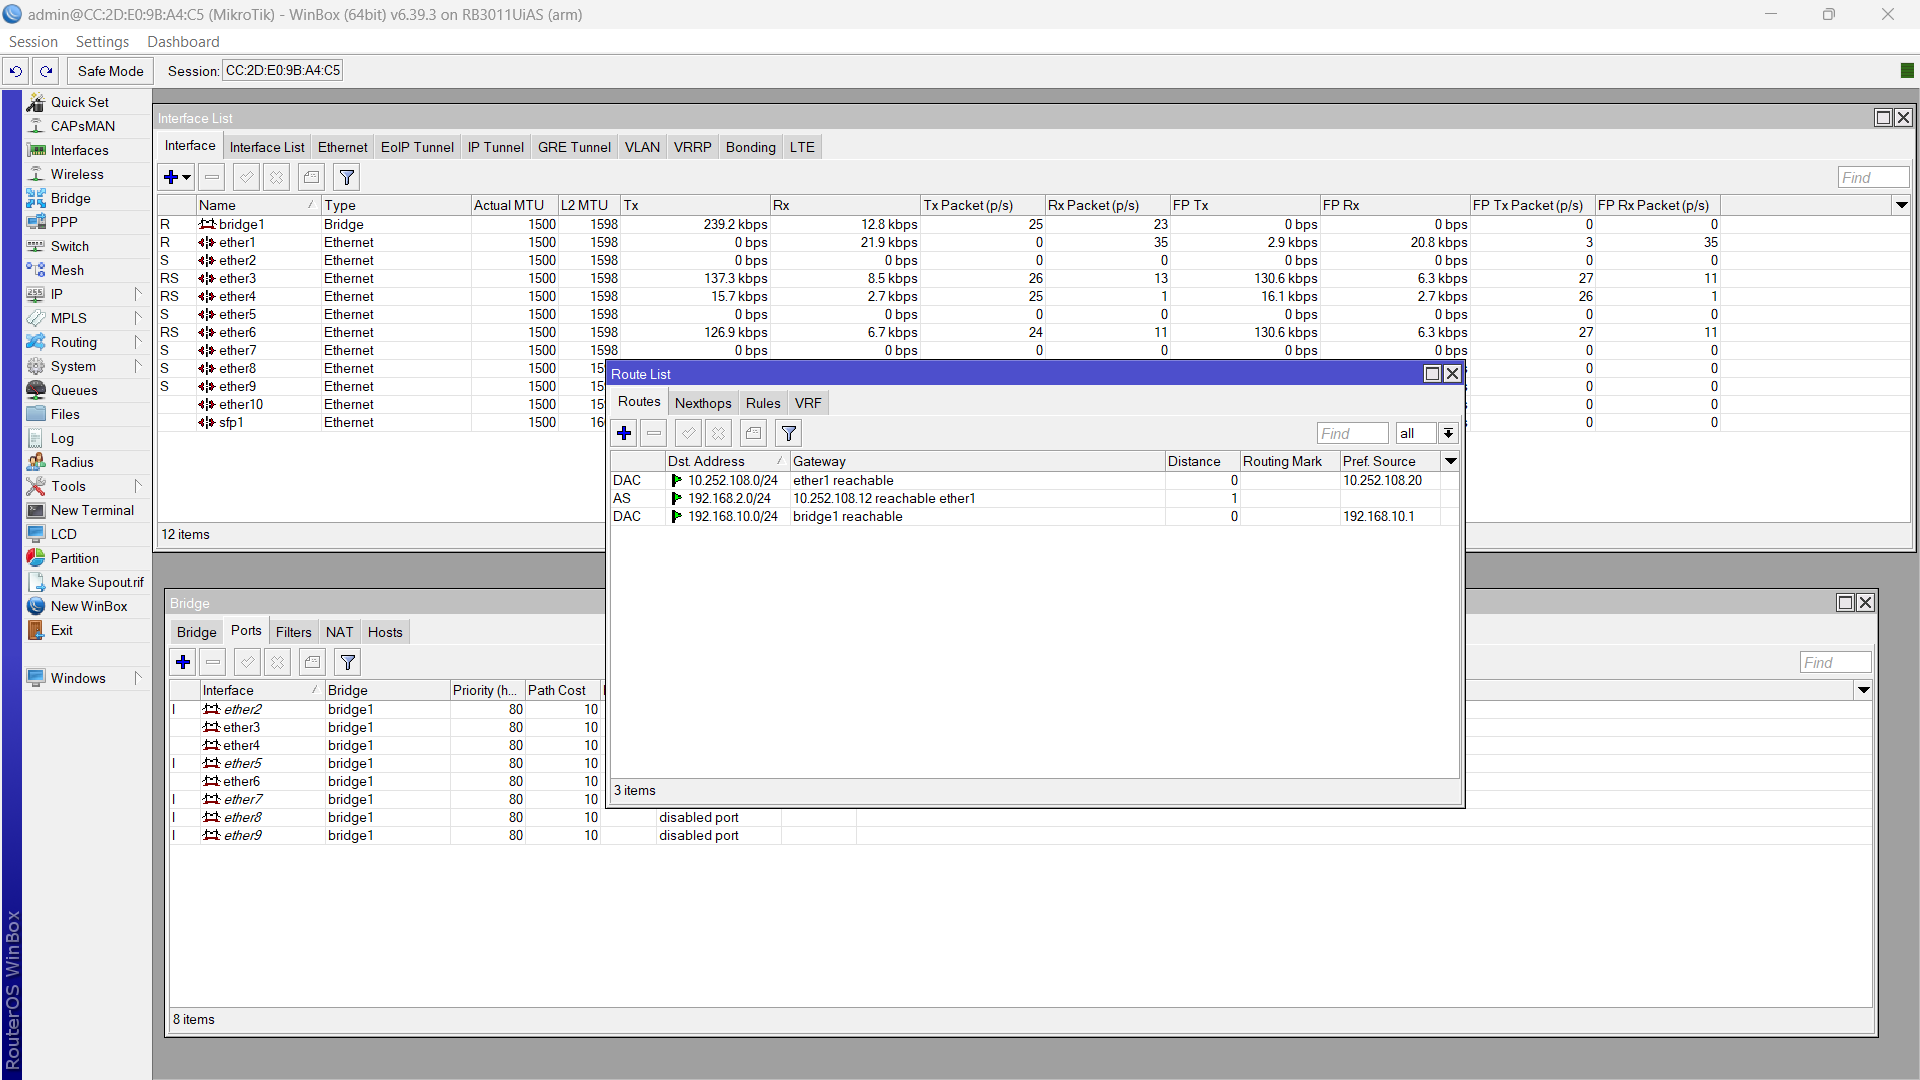 admin@CC:2D:E0:9B:A4:C5 (MikroTik) - WinBox (64bit) v6.39.3 on RB3011UiAS (arm)
Session Settings Dashboard
Safe Mode Session: CC:2D:E0:9B:A4:C5
Quick Set
CAPsMAN
Interfaces
Wireless
Bridge
PPP
Switch
Mesh
IP
MPLS
Routing
System
Queues
Files
Log
Radius
Tools
New Terminal
LCD
Partition
Make Supout.rif
New WinBox
Exit
Windows
RouterOS WinBox
Interface List
Interface Interface List Ethernet EoIP Tunnel IP Tunnel GRE Tunnel VLAN VRRP Bonding LTE
Find
Name Type Actual MTU L2 MTU Tx Rx Tx Packet (p/s) Rx Packet (p/s) FP Tx FP Rx FP Tx Packet (p/s) FP Rx Packet (p/s)
R bridge1 Bridge 1500 1598 239.2 kbps 12.8 kbps 25 23 0 bps 0 bps 0 0
R ether1 Ethernet 1500 1598 0 bps 21.9 kbps 0 35 2.9 kbps 20.8 kbps 3 35
S ether2 Ethernet 1500 1598 0 bps 0 bps 0 0 0 bps 0 bps 0 0
RS ether3 Ethernet 1500 1598 137.3 kbps 8.5 kbps 26 13 130.6 kbps 6.3 kbps 27 11
RS ether4 Ethernet 1500 1598 15.7 kbps 2.7 kbps 25 1 16.1 kbps 2.7 kbps 26 1
S ether5 Ethernet 1500 1598 0 bps 0 bps 0 0 0 bps 0 bps 0 0
RS ether6 Ethernet 1500 1598 126.9 kbps 6.7 kbps 24 11 130.6 kbps 6.3 kbps 27 11
S ether7 Ethernet 1500 1598 0 bps 0 bps 0 0 0 bps 0 bps 0 0
S ether8 Ethernet 1500 15 0 0
S ether9 Ethernet 1500 15 0 0
ether10 Ethernet 1500 15 0 0
sfp1 Ethernet 1500 16 0 0
12 items
Route List
Routes Nexthops Rules VRF
Find all
Dst. Address Gateway Distance Routing Mark Pref. Source
DAC 10.252.108.0/24 ether1 reachable 0 10.252.108.20
AS 192.168.2.0/24 10.252.108.12 reachable ether1 1
DAC 192.168.10.0/24 bridge1 reachable 0 192.168.10.1
3 items
Bridge
Bridge Ports Filters NAT Hosts
Find
Interface Bridge Priority (h... Path Cost
I ether2 bridge1 80 10
ether3 bridge1 80 10
ether4 bridge1 80 10
I ether5 bridge1 80 10
ether6 bridge1 80 10
I ether7 bridge1 80 10
I ether8 bridge1 80 10 disabled port
I ether9 bridge1 80 10 disabled port
8 items